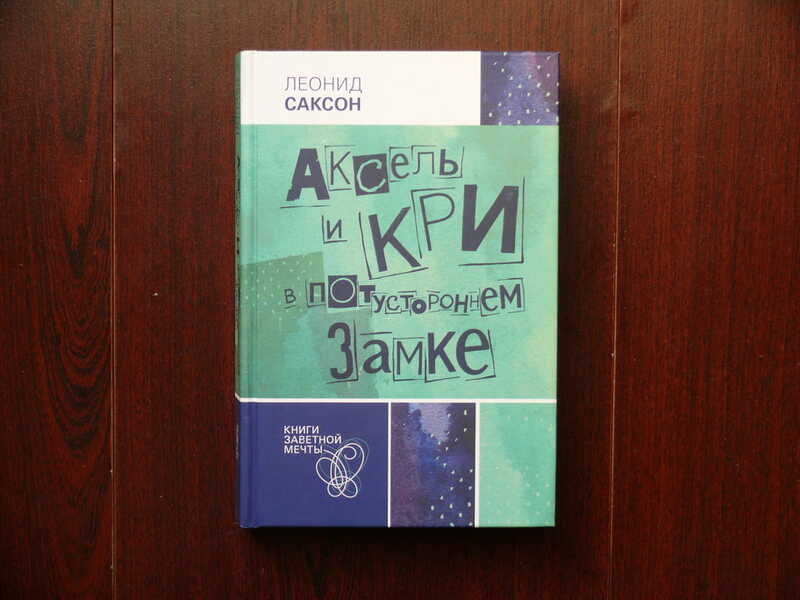 ЛЕОНИД
САКСОН
АКСЕЛЬ
И КРИ
В ПОТУСТОРОННЕМ
ЗАМКЕ
КНИГИ
ЗАВЕТНОЙ
МЕЧТЫ